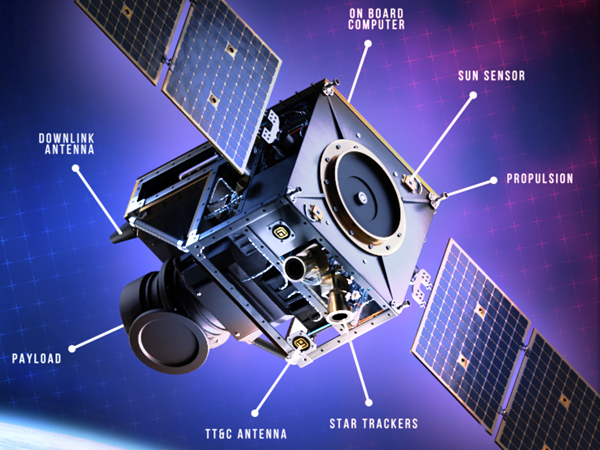 ON BOARD
COMPUTER
SUN SENSOR
DOWNLINK
ANTENNA
PROPULSION
PAYLOAD
TT&C ANTENNA
STAR TRACKERS